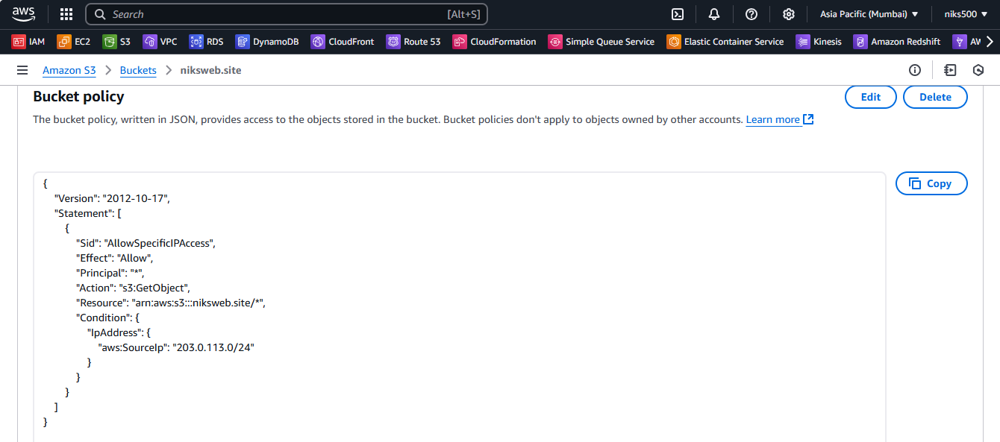 aws
Search [Alt+S]
Asia Pacific (Mumbai) ▼ niks500 ▼
IAM EC2 S3 VPC RDS DynamoDB CloudFront Route 53 CloudFormation Simple Queue Service Elastic Container Service Kinesis Amazon Redshift AW
Amazon S3 > Buckets > niksweb.site
Bucket policy
Edit Delete
The bucket policy, written in JSON, provides access to the objects stored in the bucket. Bucket policies don't apply to objects owned by other accounts. Learn more
Copy
{
"Version": "2012-10-17",
"Statement": [
{
"Sid": "AllowSpecificIPAccess",
"Effect": "Allow",
"Principal": "*",
"Action": "s3:GetObject",
"Resource": "arn:aws:s3:::niksweb.site/*",
"Condition": {
"IpAddress": {
"aws:SourceIp": "203.0.113.0/24"
}
}
}
]
}